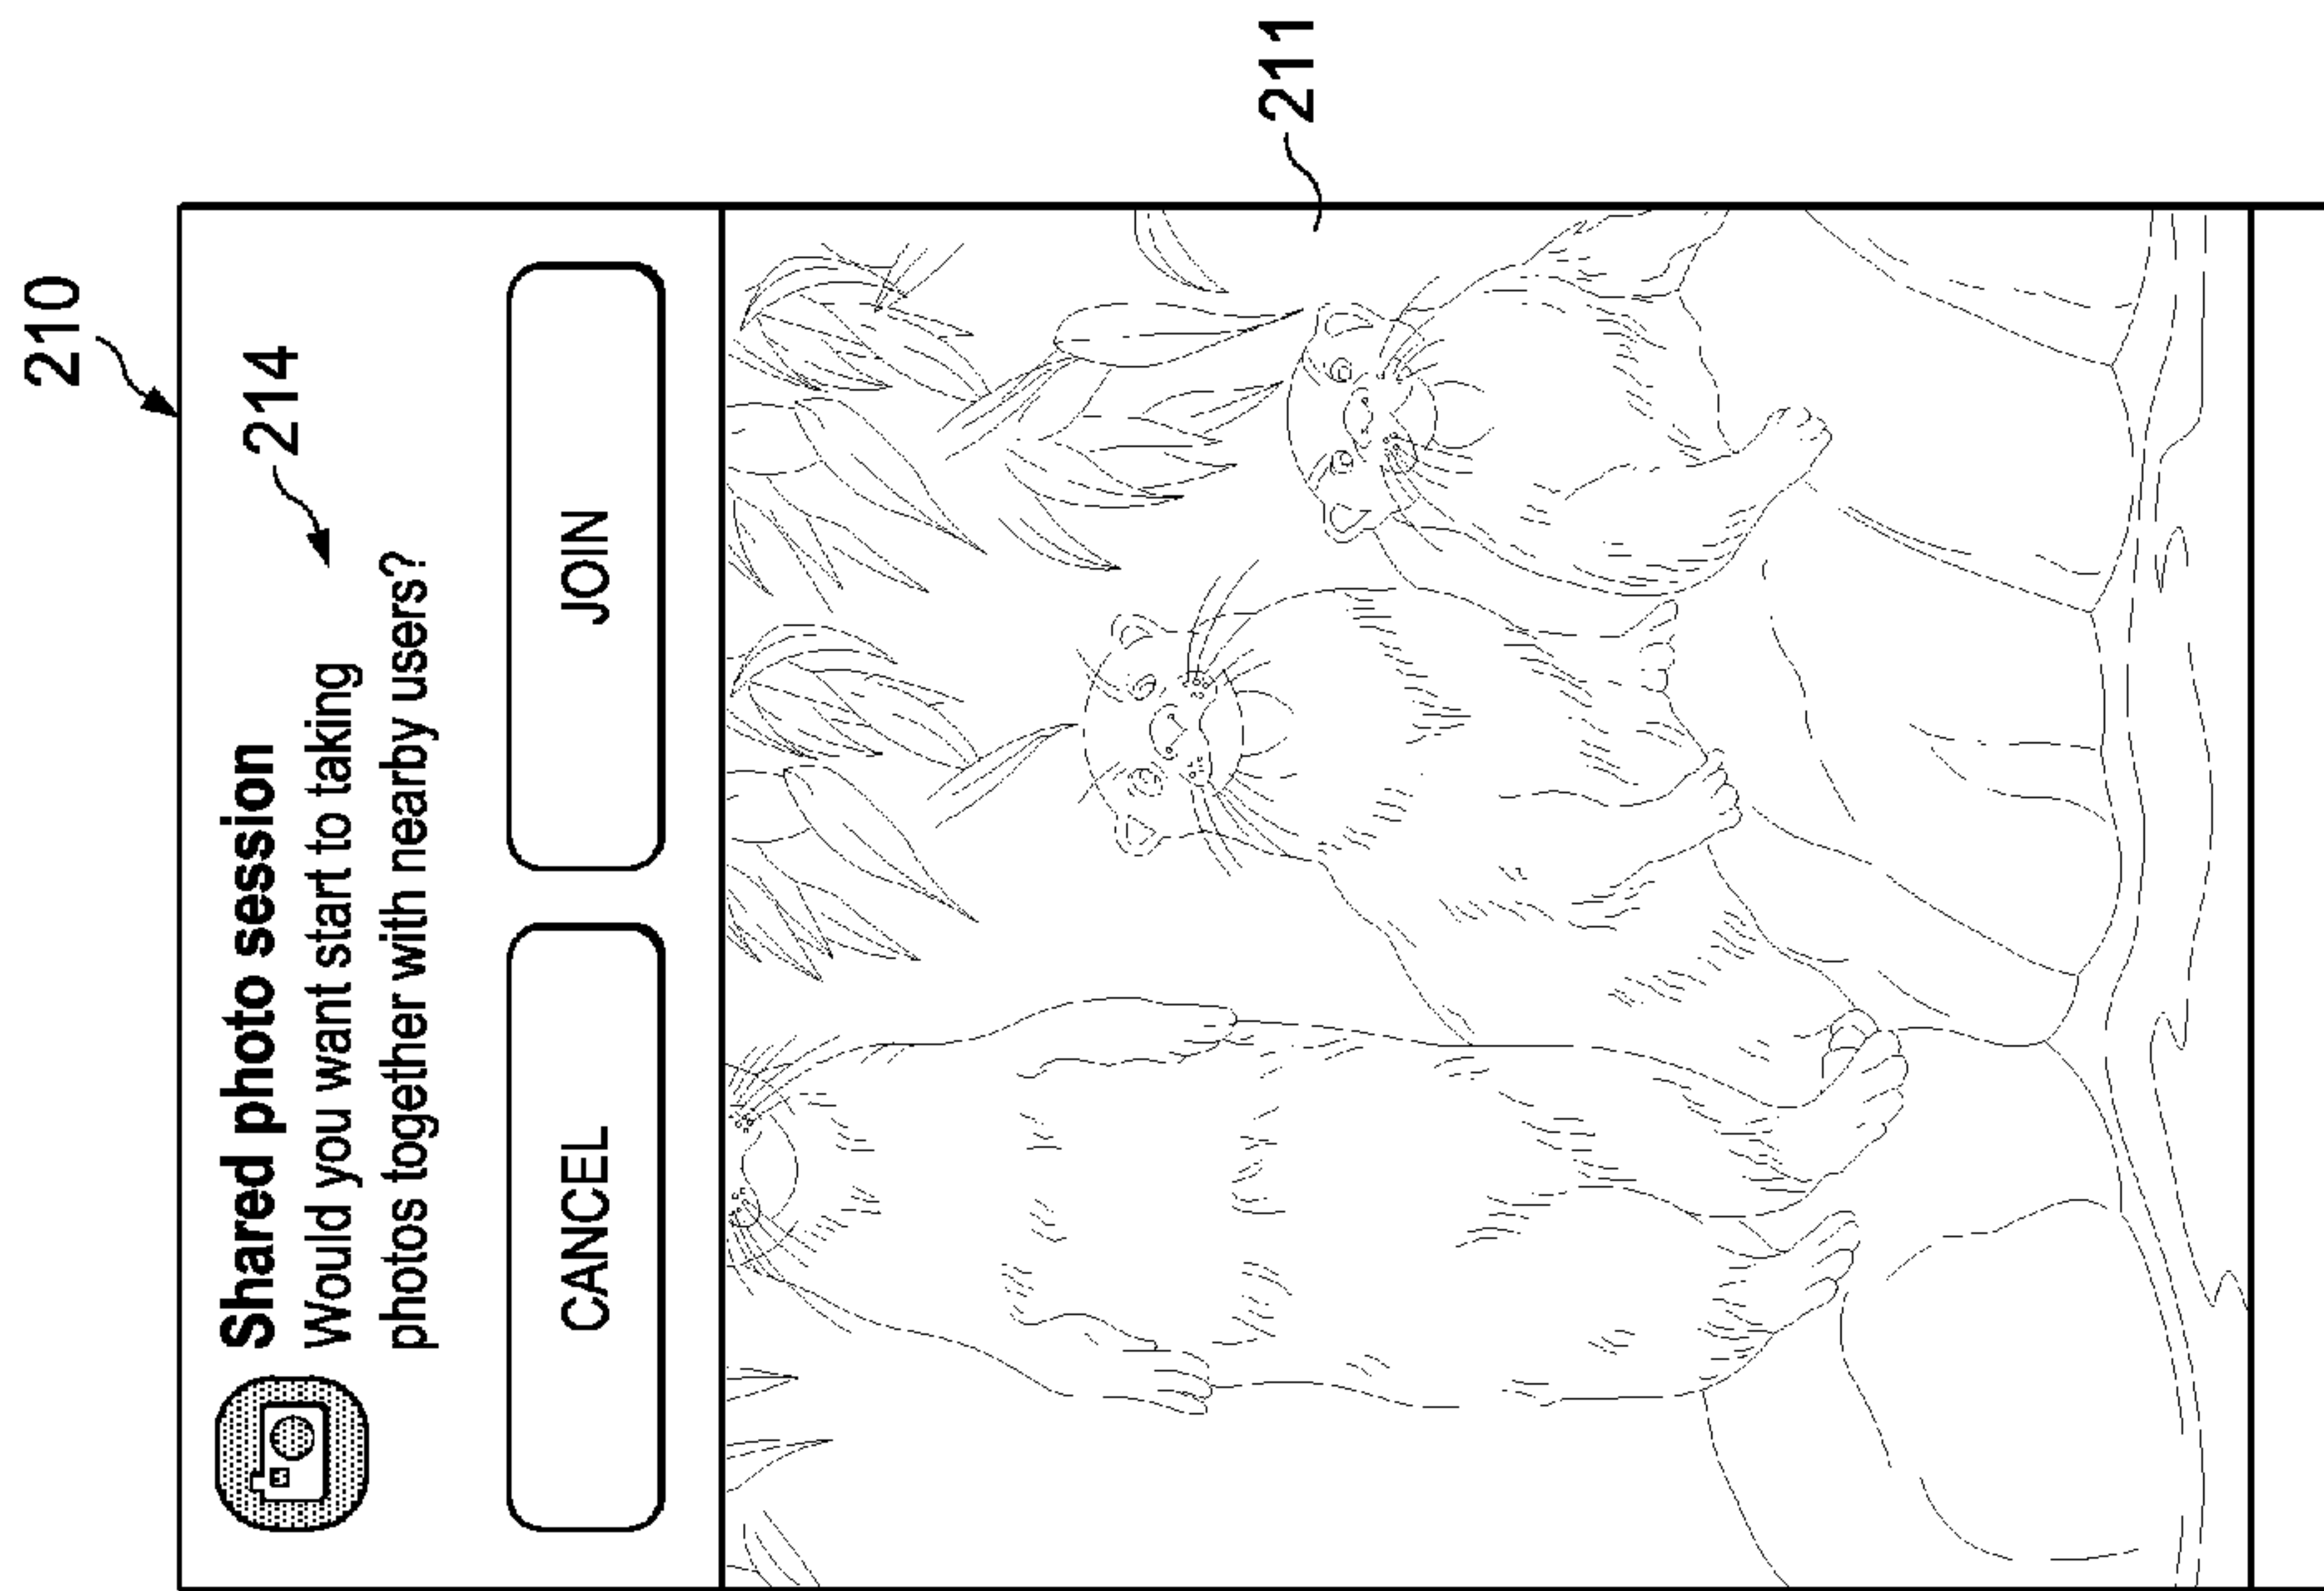 210
214
Shared photo session
Would you want start to taking
photos together with nearby users?
CANCEL
JOIN
211